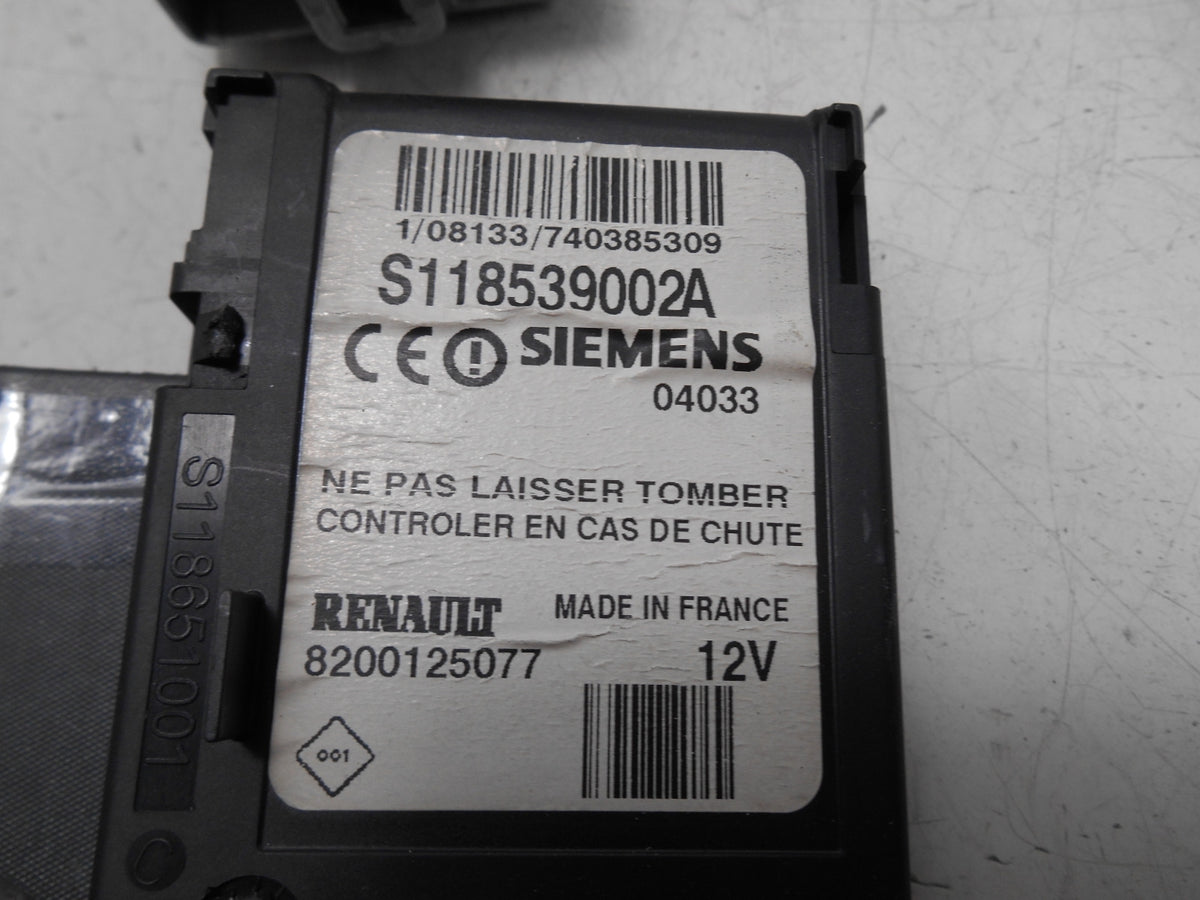 1/08133/740385309
S118539002A
CE SIEMENS
04033
NE PAS LAISSER TOMBER
CONTROLER EN CAS DE CHUTE
RENAULT MADE IN FRANCE
8200125077 12V
001
S118651001